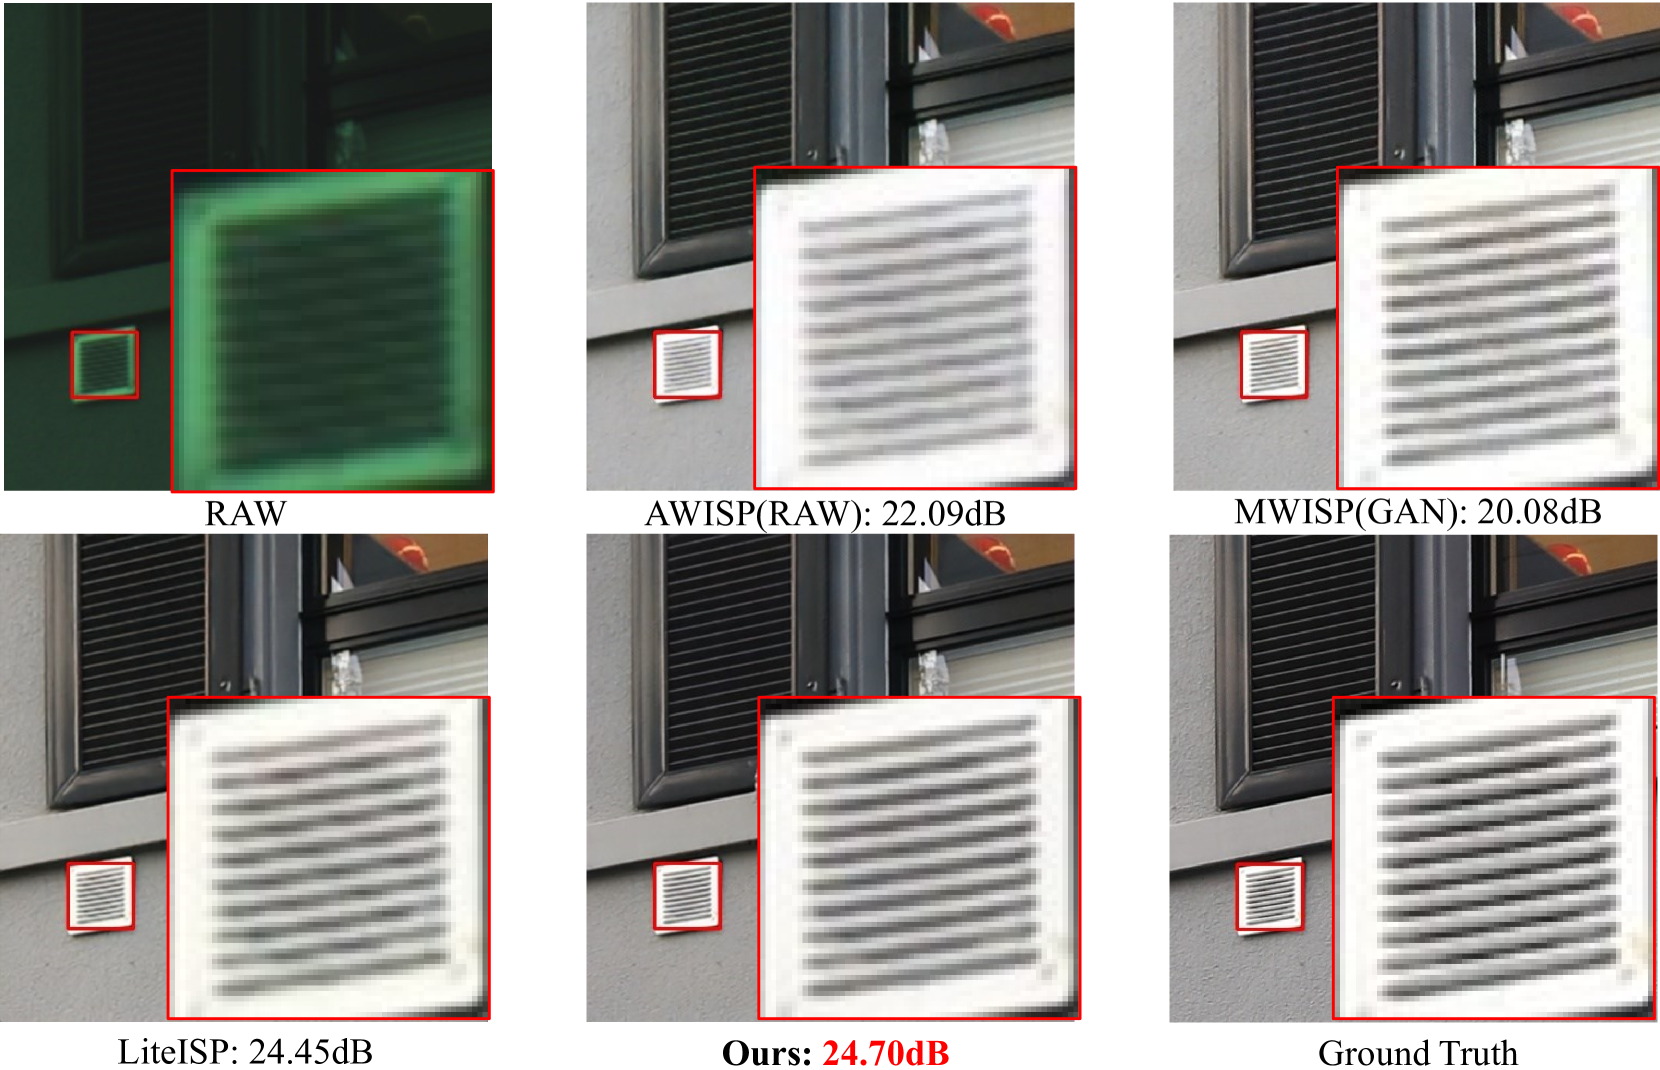 RAW
AWISP(RAW): 22.09dB
MWISP(GAN): 20.08dB
LiteISP: 24.45dB
Ours: 24.70dB
Ground Truth